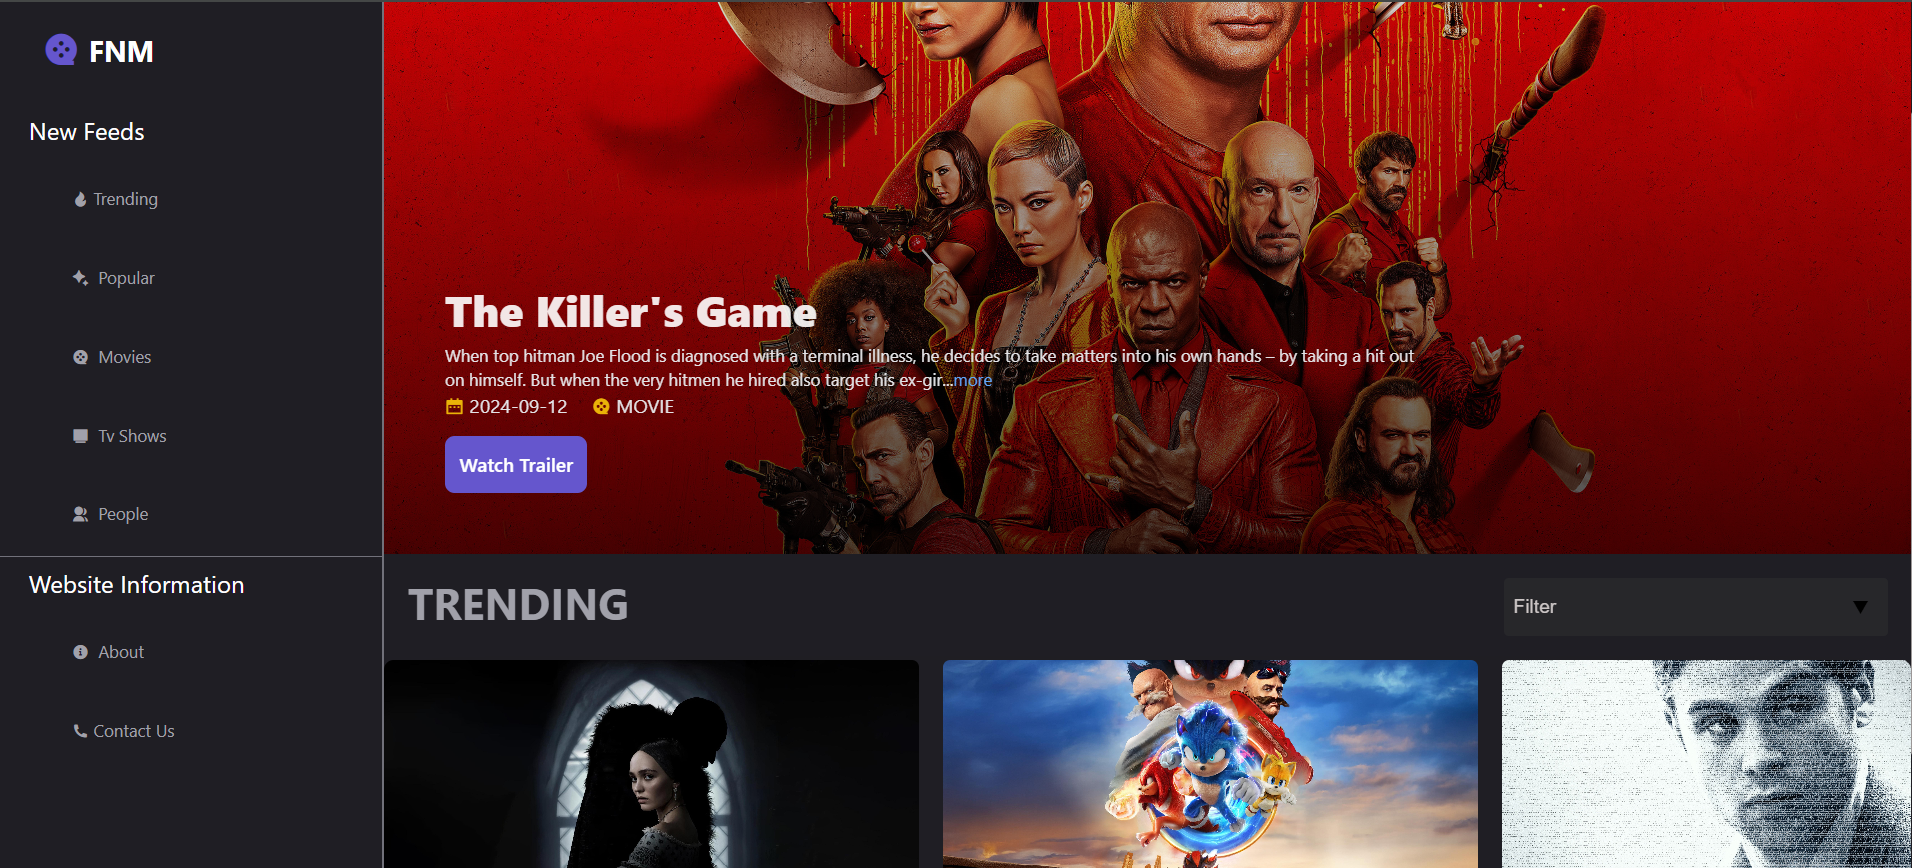 FNM
New Feeds
Trending
Popular
Movies
Tv Shows
People
Website Information
About
Contact Us
The Killer's Game
When top hitman Joe Flood is diagnosed with a terminal illness, he decides to take matters into his own hands – by taking a hit out
on himself. But when the very hitmen he hired also target his ex-gir...more
2024-09-12 MOVIE
Watch Trailer
TRENDING
Filter